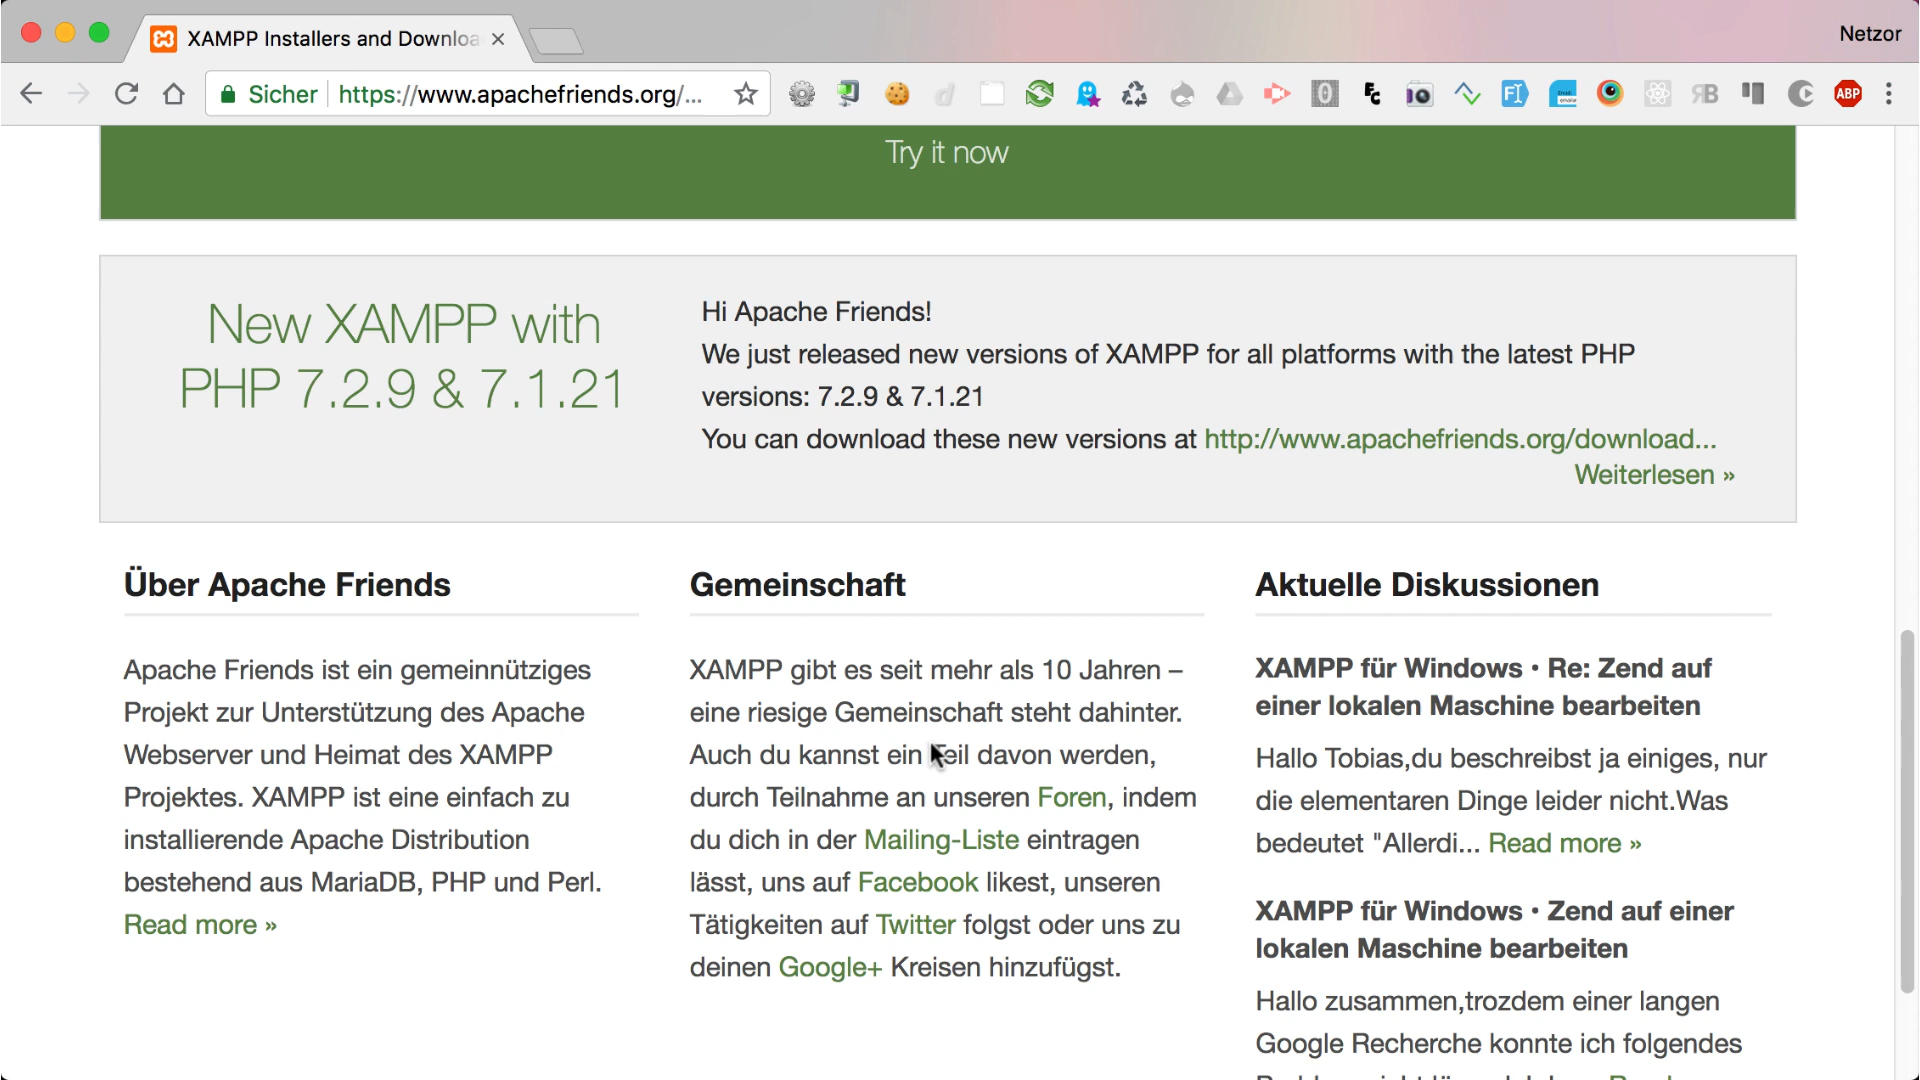 XAMPP Installers and Downloa
Netzor
Sicher
https://www.apachefriends.org/...
ABP
Try it now
New XAMPP with
PHP 7.2.9 & 7.1.21
Hi Apache Friends!
We just released new versions of XAMPP for all platforms with the latest PHP
versions: 7.2.9 & 7.1.21
You can download these new versions at http://www.apachefriends.org/download...
Weiterlesen »
Über Apache Friends
Apache Friends ist ein gemeinnütziges
Projekt zur Unterstützung des Apache
Webserver und Heimat des XAMPP
Projektes. XAMPP ist eine einfach zu
installierende Apache Distribution
bestehend aus MariaDB, PHP und Perl.
Read more »
Gemeinschaft
XAMPP gibt es seit mehr als 10 Jahren –
eine riesige Gemeinschaft steht dahinter.
Auch du kannst ein Teil davon werden,
durch Teilnahme an unseren Foren, indem
du dich in der Mailing-Liste eintragen
lässt, uns auf Facebook likest, unseren
Tätigkeiten auf Twitter folgst oder uns zu
deinen Google+ Kreisen hinzufügst.
Aktuelle Diskussionen
XAMPP für Windows • Re: Zend auf
einer lokalen Maschine bearbeiten
Hallo Tobias,du beschreibst ja einiges, nur
die elementaren Dinge leider nicht.Was
bedeutet "Allerdi... Read more »
XAMPP für Windows • Zend auf einer
lokalen Maschine bearbeiten
Hallo zusammen,trozdem einer langen
Google Recherche konnte ich folgendes